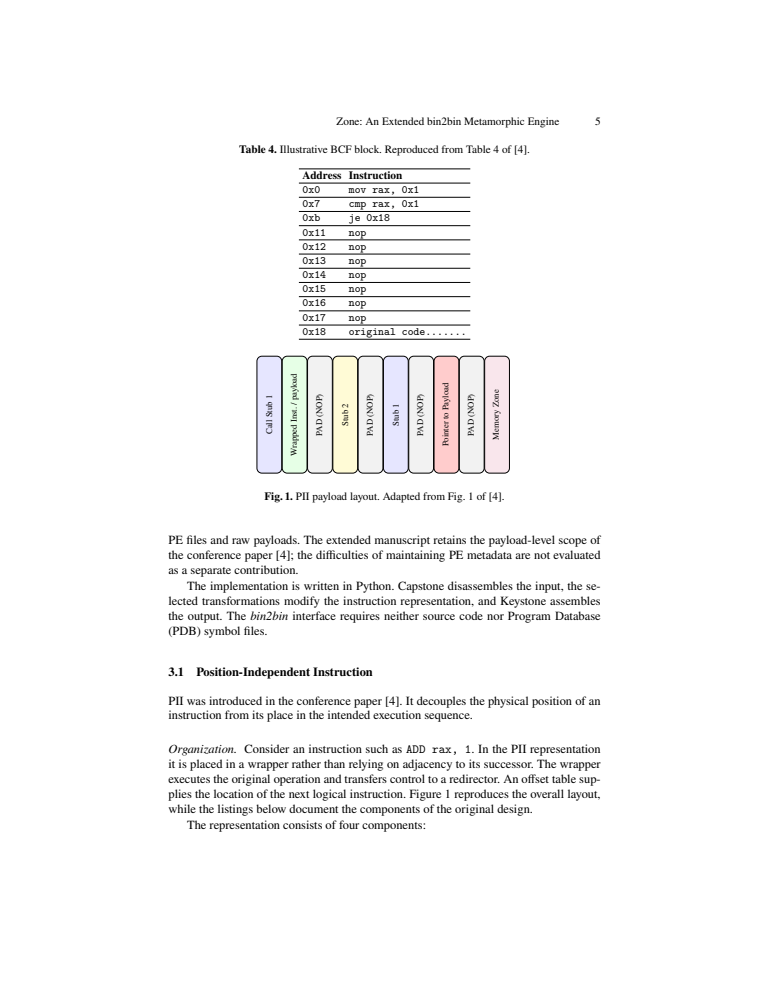 Zone: An Extended bin2bin Metamorphic Engine 5
Table 4. Illustrative BCF block. Reproduced from Table 4 of [4].
Address Instruction
0x0 mov rax, 0x1
0x7 cmp rax, 0x1
0xb je 0x18
0x11 nop
0x12 nop
0x13 nop
0x14 nop
0x15 nop
0x16 nop
0x17 nop
0x18 original code.......
Call Stub 1
Wrapped Inst. / payload
PAD (NOP)
Stub 2
PAD (NOP)
Stub 1
PAD (NOP)
Pointer to Payload
PAD (NOP)
Memory Zone
Fig. 1. PII payload layout. Adapted from Fig. 1 of [4].
PE files and raw payloads. The extended manuscript retains the payload-level scope of
the conference paper [4]; the difficulties of maintaining PE metadata are not evaluated
as a separate contribution.
The implementation is written in Python. Capstone disassembles the input, the se-
lected transformations modify the instruction representation, and Keystone assembles
the output. The bin2bin interface requires neither source code nor Program Database
(PDB) symbol files.
3.1 Position-Independent Instruction
PII was introduced in the conference paper [4]. It decouples the physical position of an
instruction from its place in the intended execution sequence.
Organization. Consider an instruction such as ADD rax, 1. In the PII representation
it is placed in a wrapper rather than relying on adjacency to its successor. The wrapper
executes the original operation and transfers control to a redirector. An offset table sup-
plies the location of the next logical instruction. Figure 1 reproduces the overall layout,
while the listings below document the components of the original design.
The representation consists of four components: